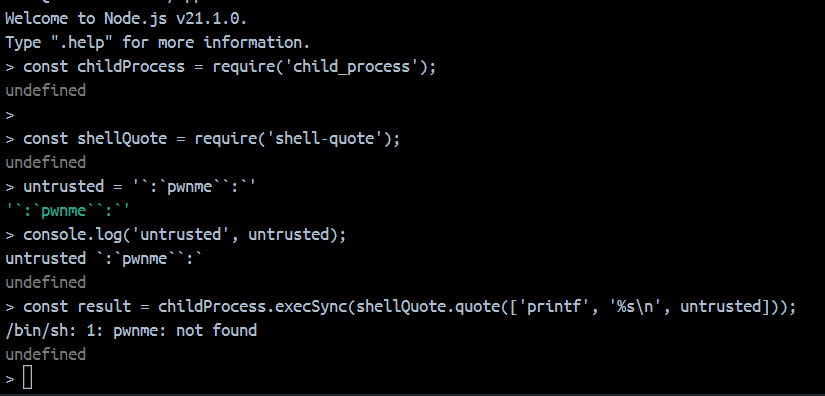 Welcome to Node.js v21.1.0.
Type ".help" for more information.
> const childProcess = require('child_process');
undefined
>
> const shellQuote = require('shell-quote');
undefined
> untrusted = '`:`pwnme``:`'
'`:`pwnme``:`'
> console.log('untrusted', untrusted);
untrusted `:`pwnme``:`
undefined
> const result = childProcess.execSync(shellQuote.quote(['printf', '%s\n', untrusted]));
/bin/sh: 1: pwnme: not found
undefined
>